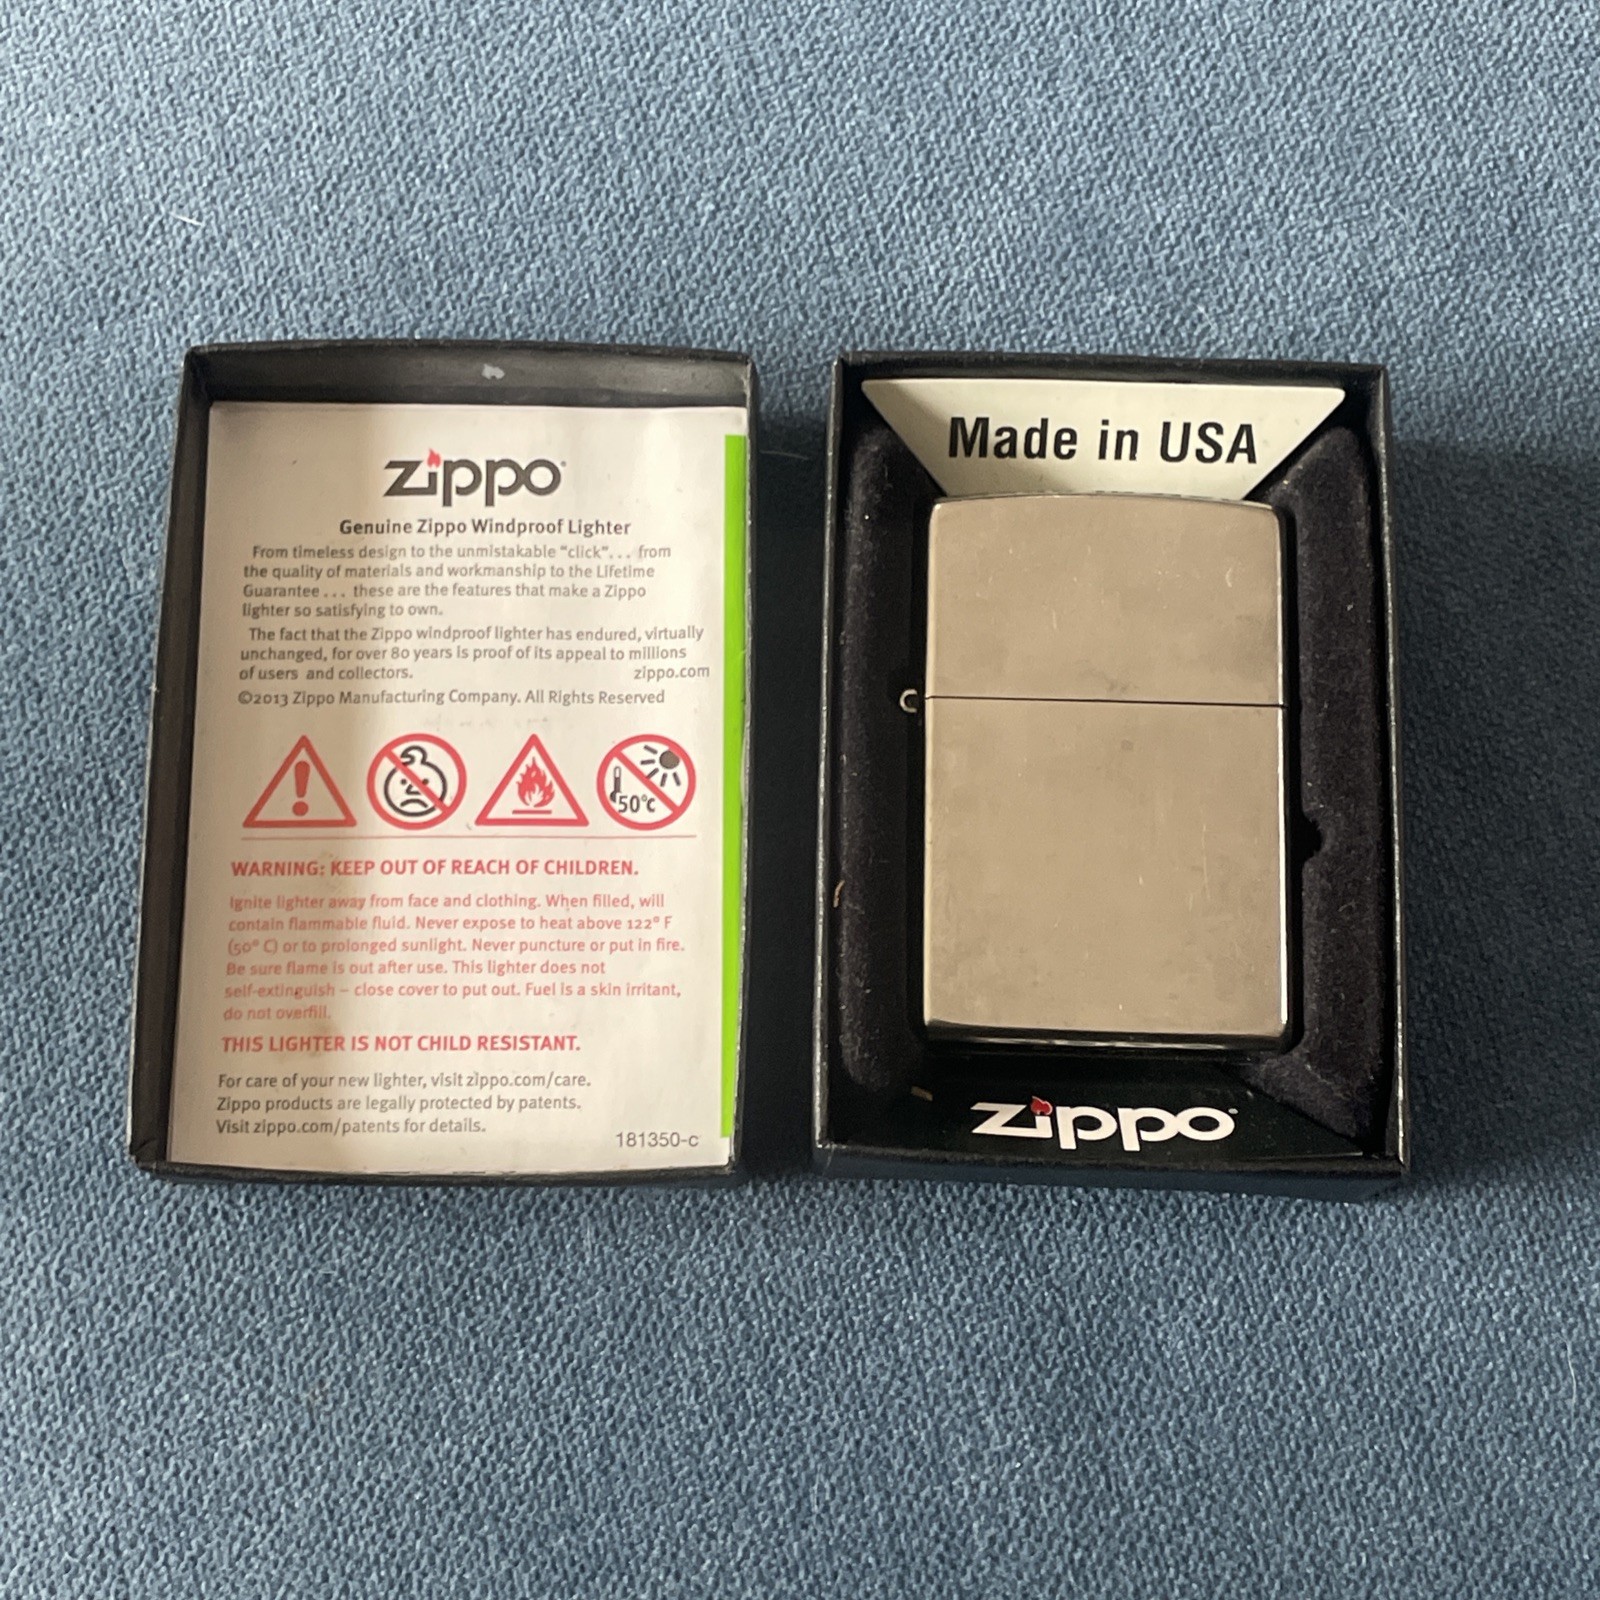 zippo
Genuine Zippo Windproof Lighter
From timeless design to the unmistakable "click"... from
the quality of materials and workmanship to the Lifetime
Guarantee... these are the features that make a Zippo
lighter so satisfying to own.
The fact that the Zippo windproof lighter has endured, virtually
unchanged, for over 80 years is proof of its appeal to millions
of users and collectors. zippo.com
©2013 Zippo Manufacturing Company. All Rights Reserved
50°C
WARNING: KEEP OUT OF REACH OF CHILDREN.
Ignite lighter away from face and clothing. When filled, will
contain flammable fluid. Never expose to heat above 122° F
(50° C) or to prolonged sunlight. Never puncture or put in fire.
Be sure flame is out after use. This lighter does not
self-extinguish – close cover to put out. Fuel is a skin irritant,
do not overfill.
THIS LIGHTER IS NOT CHILD RESISTANT.
For care of your new lighter, visit zippo.com/care.
Zippo products are legally protected by patents.
Visit zippo.com/patents for details.
181350-c
Made in USA
zippo